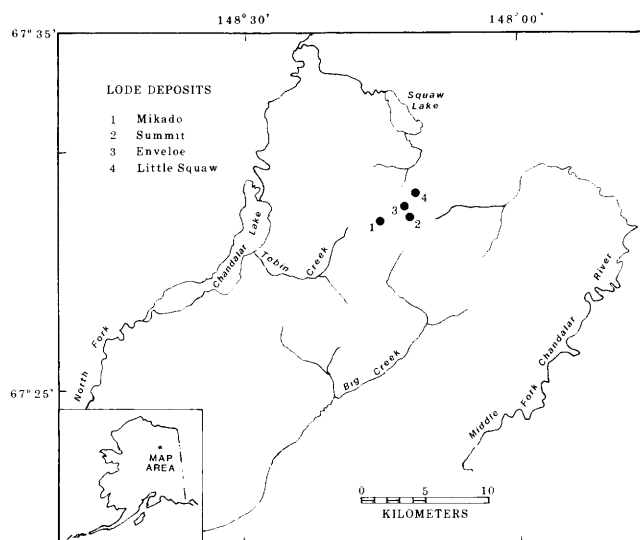 148°30' 148°00'
67°35'
LODE DEPOSITS
1 Mikado
2 Summit
3 Enveloe
4 Little Squaw
Squaw
Lake
4
3
1
2
Chandalar Lake
Tobin Creek
Chandalar River
North Fork
67°25'
Big Creek
Middle Fork
MAP
AREA
0 5 10
KILOMETERS